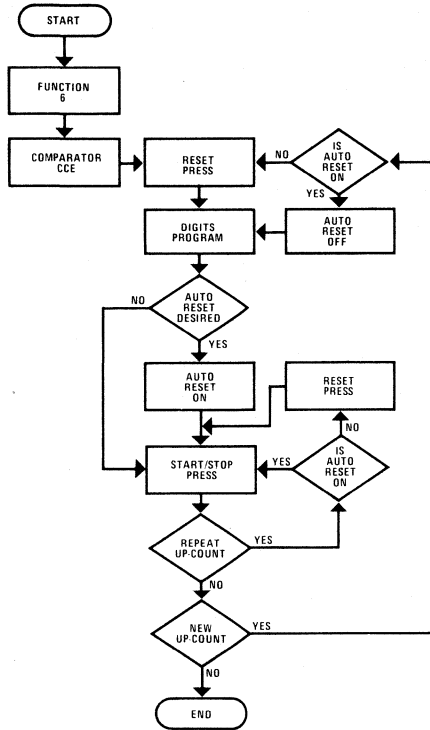 START
FUNCTION
6
COMPARATOR
CCE
RESET
PRESS
NO
IS
AUTO
RESET
ON
YES
DIGITS
PROGRAM
AUTO
RESET
OFF
NO
AUTO
RESET
DESIRED
YES
AUTO
RESET
ON
RESET
PRESS
NO
START/STOP
PRESS
YES
IS
AUTO
RESET
ON
REPEAT
UP-COUNT
YES
NO
NEW
UP-COUNT
YES
NO
END